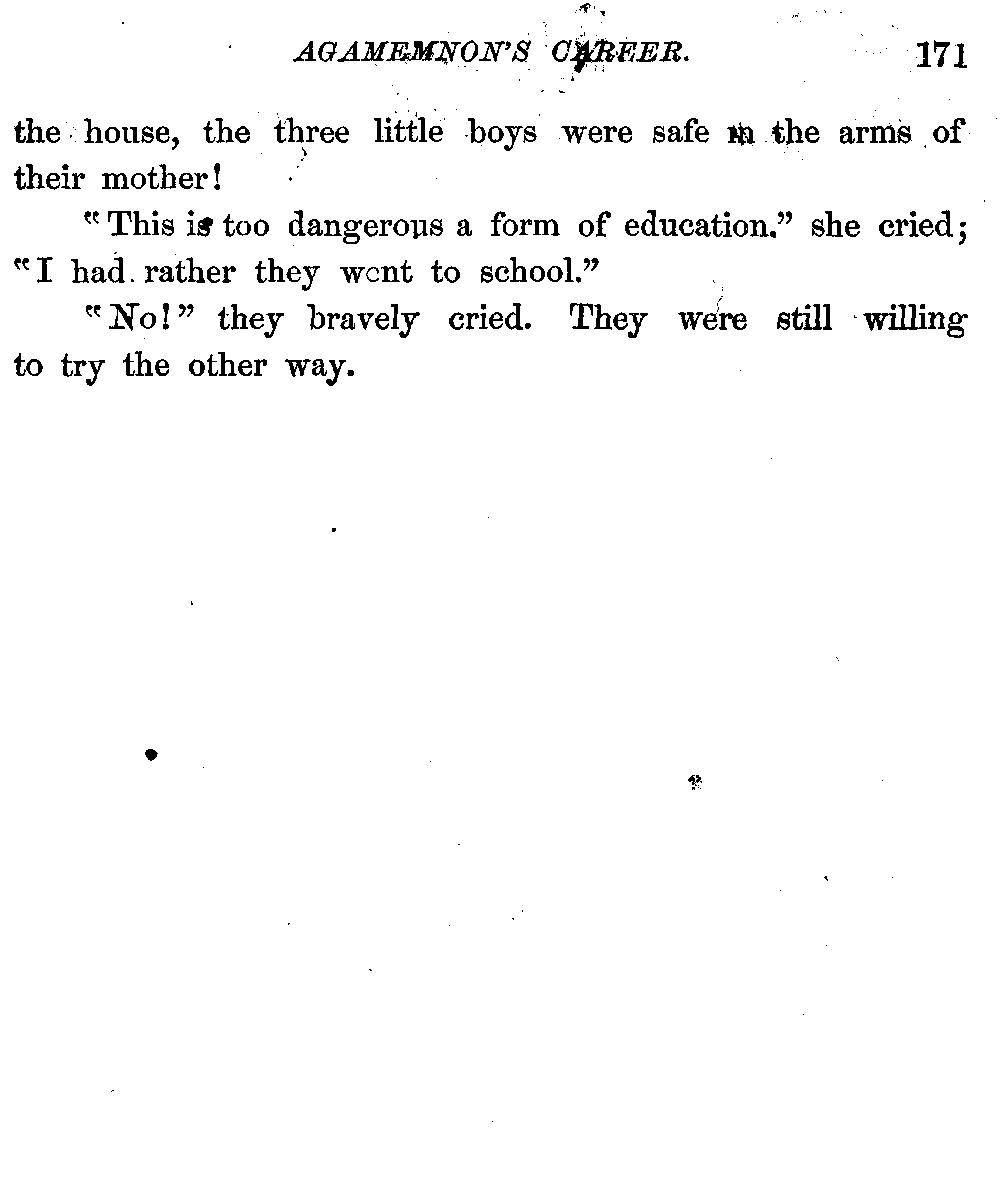 AGAMEMNON'S CAREER. 171
the house, the three little boys were safe in the arms of
their mother!
"This is too dangerous a form of education." she cried;
"I had rather they went to school."
"No!" they bravely cried. They were still willing
to try the other way.